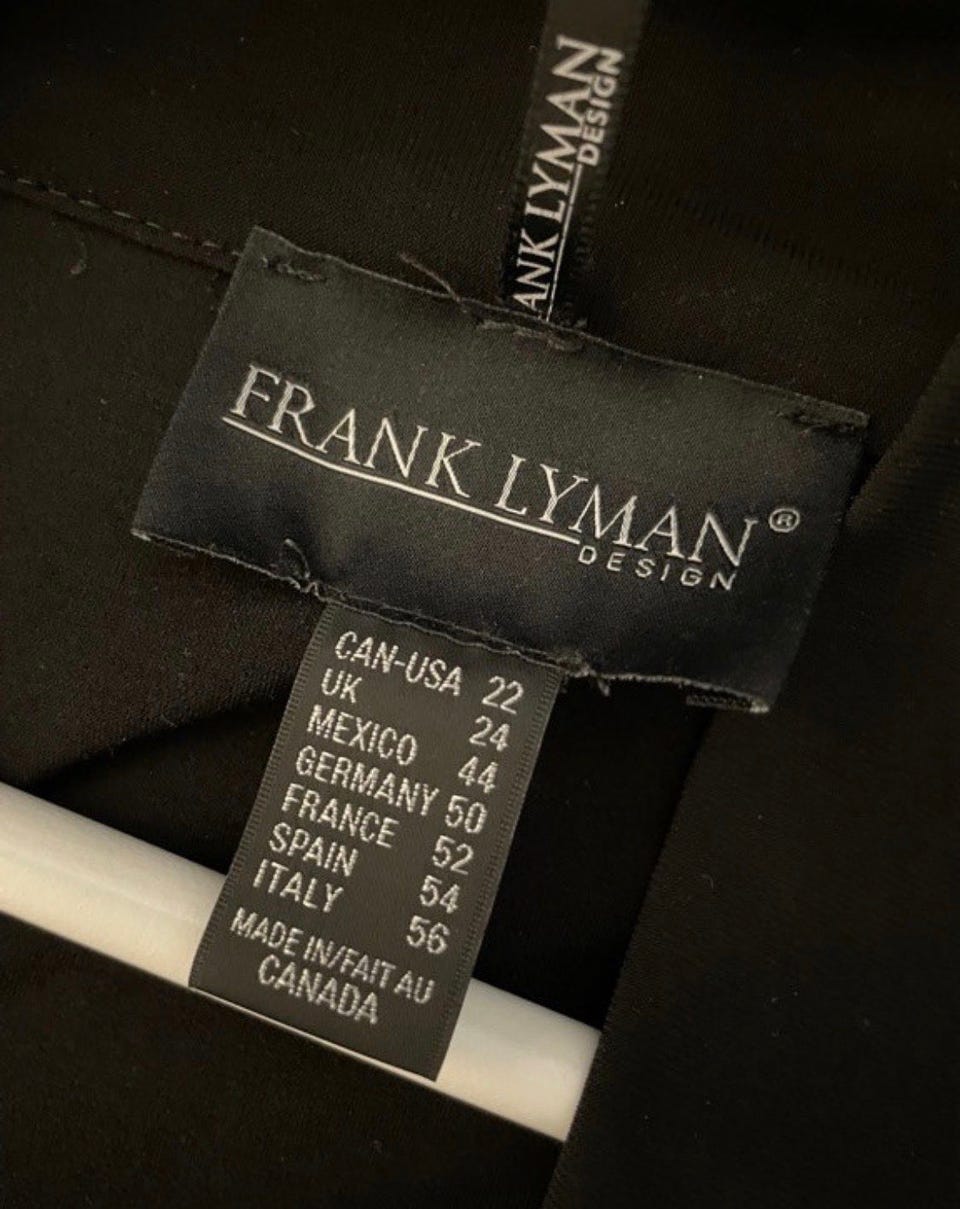 ANK LYMAN
DESIGN
FRANK LYMAN®
DESIGN
CAN-USA 22
UK 24
MEXICO 44
GERMANY 50
FRANCE 52
SPAIN 54
ITALY 56
MADE IN/FAIT AU
CANADA